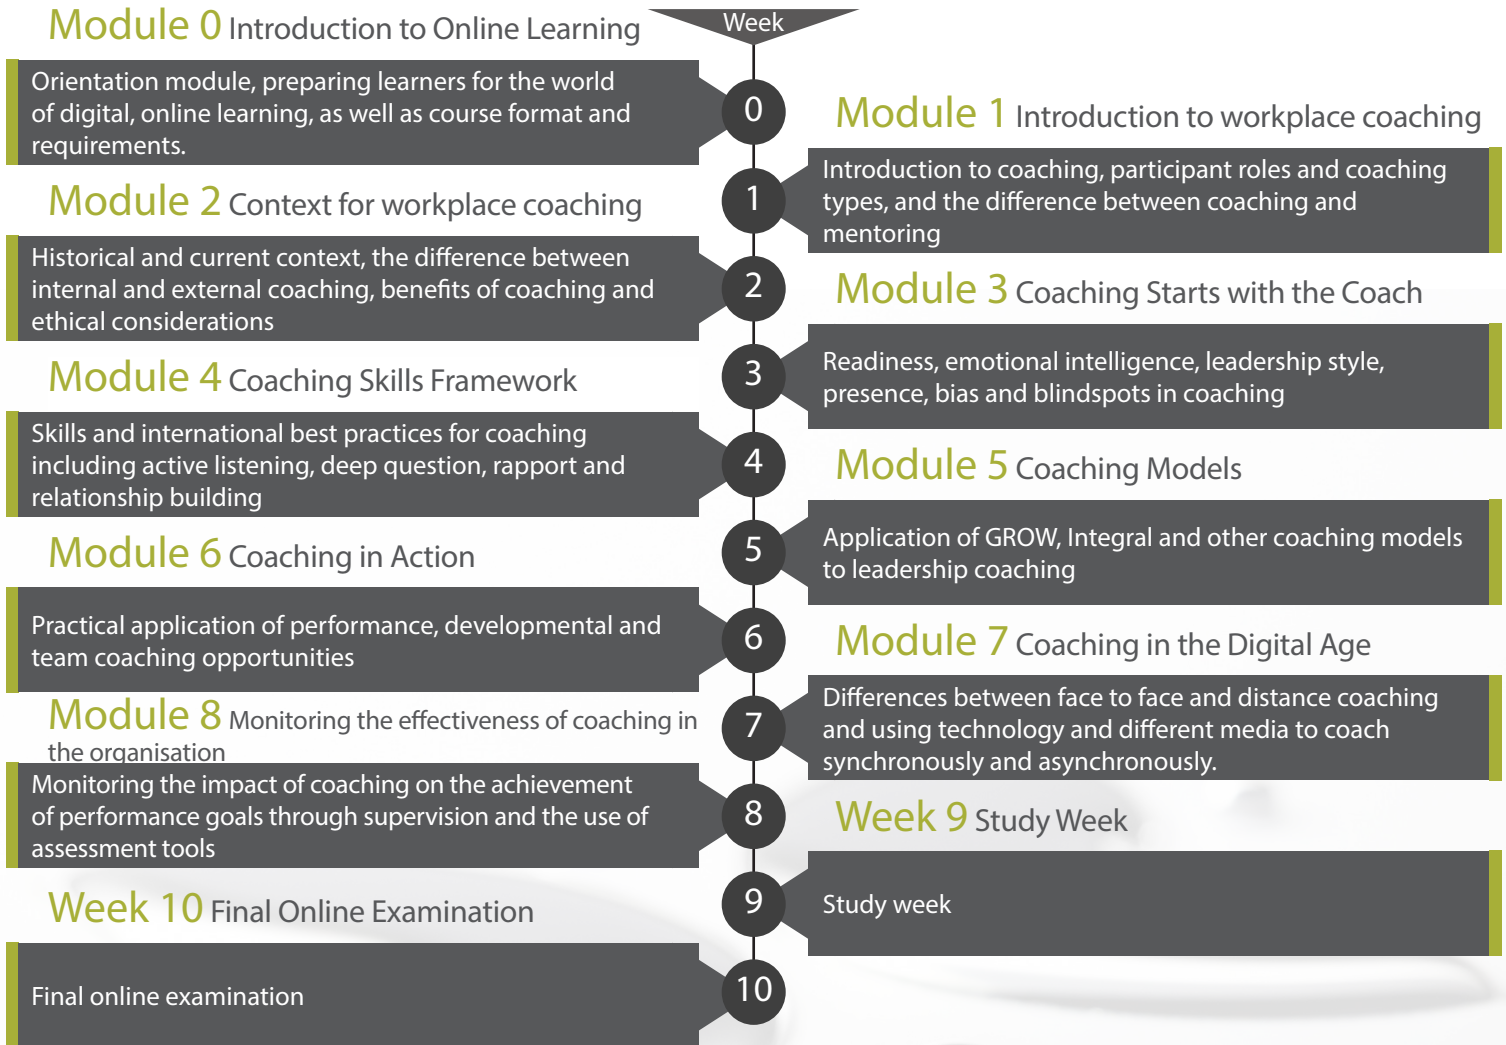 Week
Module 0 Introduction to Online Learning
Orientation module, preparing learners for the world
of digital, online learning, as well as course format and
requirements.
0
Module 1 Introduction to workplace coaching
Introduction to coaching, participant roles and coaching
types, and the difference between coaching and
mentoring
1
Module 2 Context for workplace coaching
Historical and current context, the difference between
internal and external coaching, benefits of coaching and
ethical considerations
2
Module 3 Coaching Starts with the Coach
Readiness, emotional intelligence, leadership style,
presence, bias and blindspots in coaching
3
Module 4 Coaching Skills Framework
Skills and international best practices for coaching
including active listening, deep question, rapport and
relationship building
4
Module 5 Coaching Models
Application of GROW, Integral and other coaching models
to leadership coaching
5
Module 6 Coaching in Action
Practical application of performance, developmental and
team coaching opportunities
6
Module 7 Coaching in the Digital Age
Differences between face to face and distance coaching
and using technology and different media to coach
synchronously and asynchronously.
7
Module 8 Monitoring the effectiveness of coaching in
the organisation
Monitoring the impact of coaching on the achievement
of performance goals through supervision and the use of
assessment tools
8
Week 9 Study Week
Study week
9
Week 10 Final Online Examination
Final online examination
10